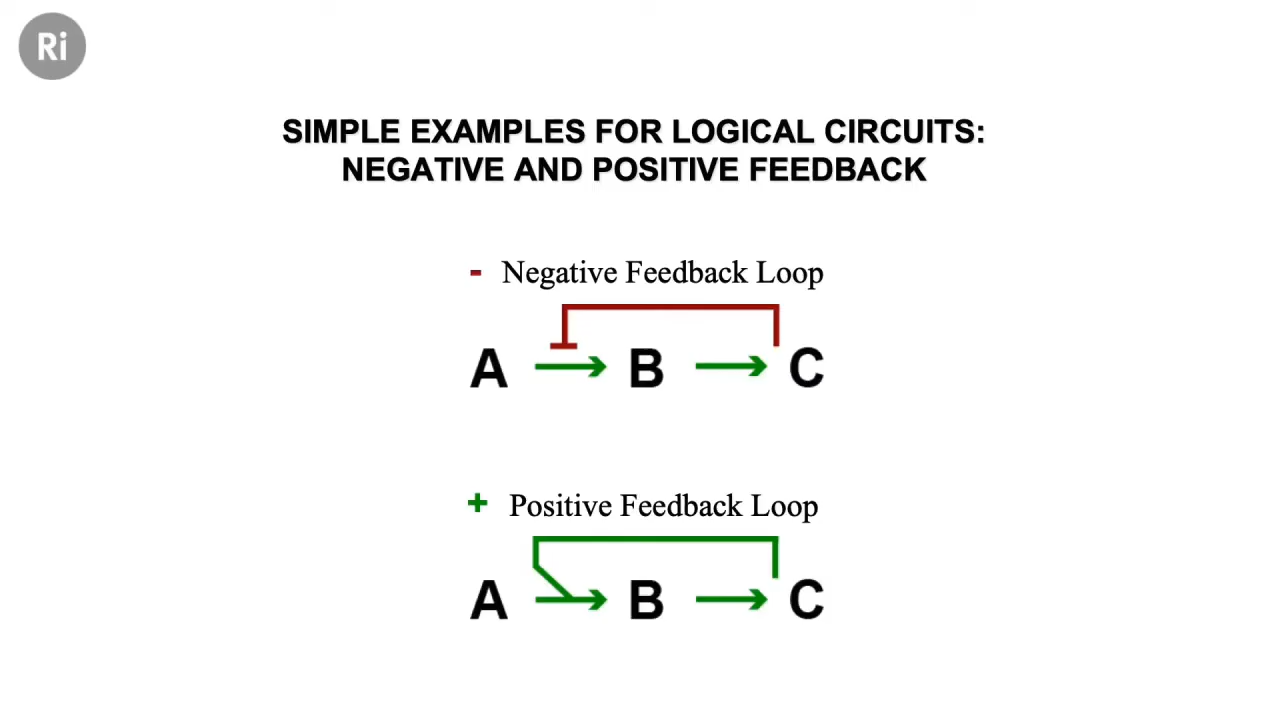 Ri
SIMPLE EXAMPLES FOR LOGICAL CIRCUITS:
NEGATIVE AND POSITIVE FEEDBACK
- Negative Feedback Loop
A B C
+ Positive Feedback Loop
A B C